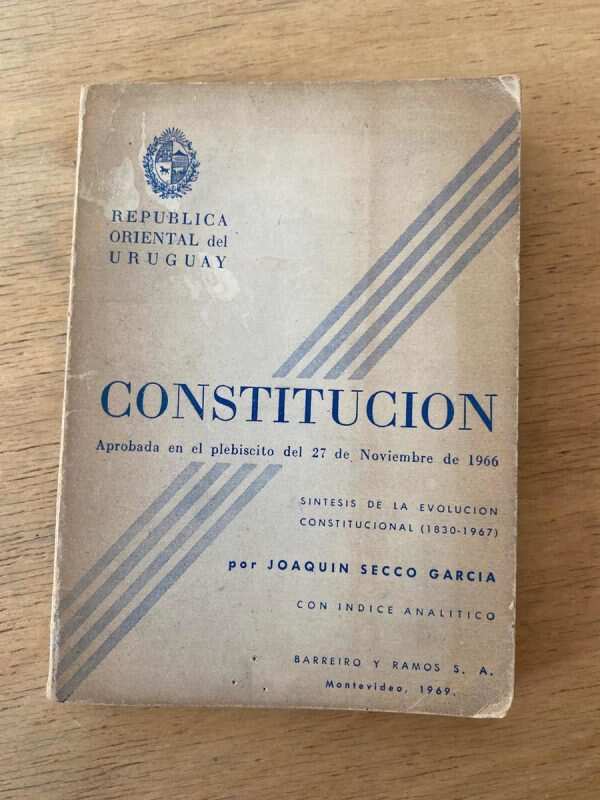 REPUBLICA
ORIENTAL del
URUGUAY
CONSTITUCION
Aprobada en el plebiscito del 27 de Noviembre de 1966
SINTESIS DE LA EVOLUCION
CONSTITUCIONAL (1830-1967)
por JOAQUIN SECCO GARCIA
CON INDICE ANALITICO
BARREIRO Y RAMOS S. A.
Montevideo, 1969.